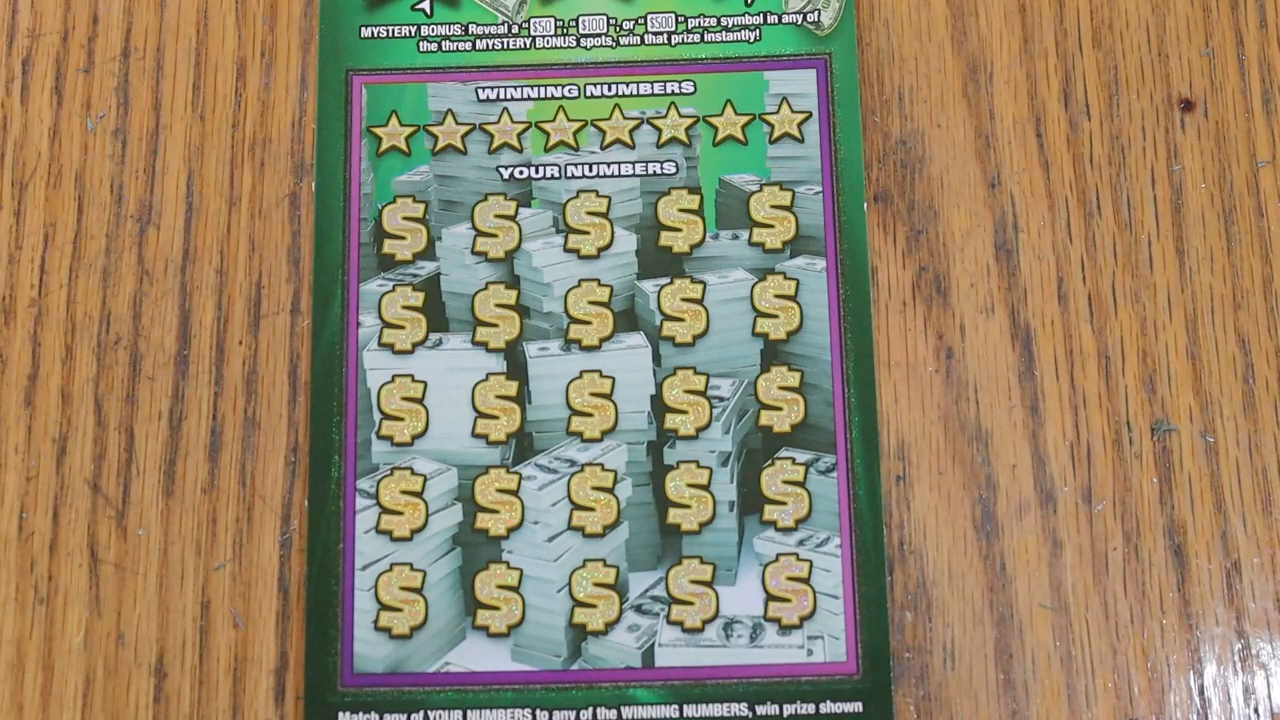 MYSTERY BONUS: Reveal a "$50", "$100", or "$500" prize symbol in any of
the three MYSTERY BONUS spots, win that prize instantly!
WINNING NUMBERS
YOUR NUMBERS
$ $ $ $ $
$ $ $ $ $
$ $ $ $ $
$ $ $ $ $
$ $ $ $ $
Match any of YOUR NUMBERS to any of the WINNING NUMBERS, win prize shown